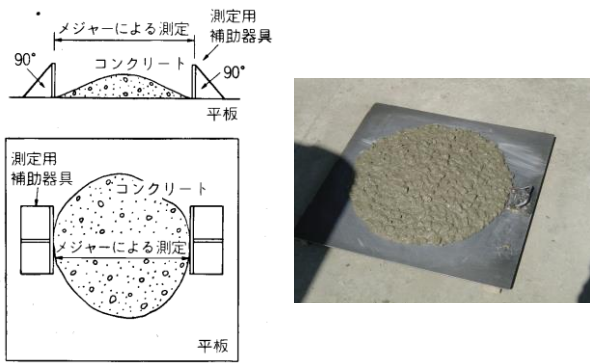 メジャーによる測定
測定用
補助器具
90°
コンクリート
90°
平板
測定用
補助器具
コンクリート
メジャーによる測定
平板